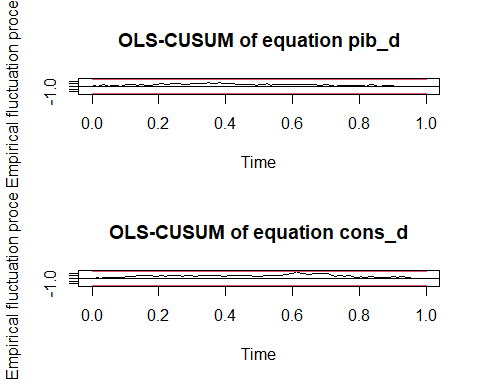 OLS-CUSUM of equation pib_d
Empirical fluctuation proce
-1.0
0.0 0.2 0.4 0.6 0.8 1.0
Time
OLS-CUSUM of equation cons_d
Empirical fluctuation proce
-1.0
0.0 0.2 0.4 0.6 0.8 1.0
Time